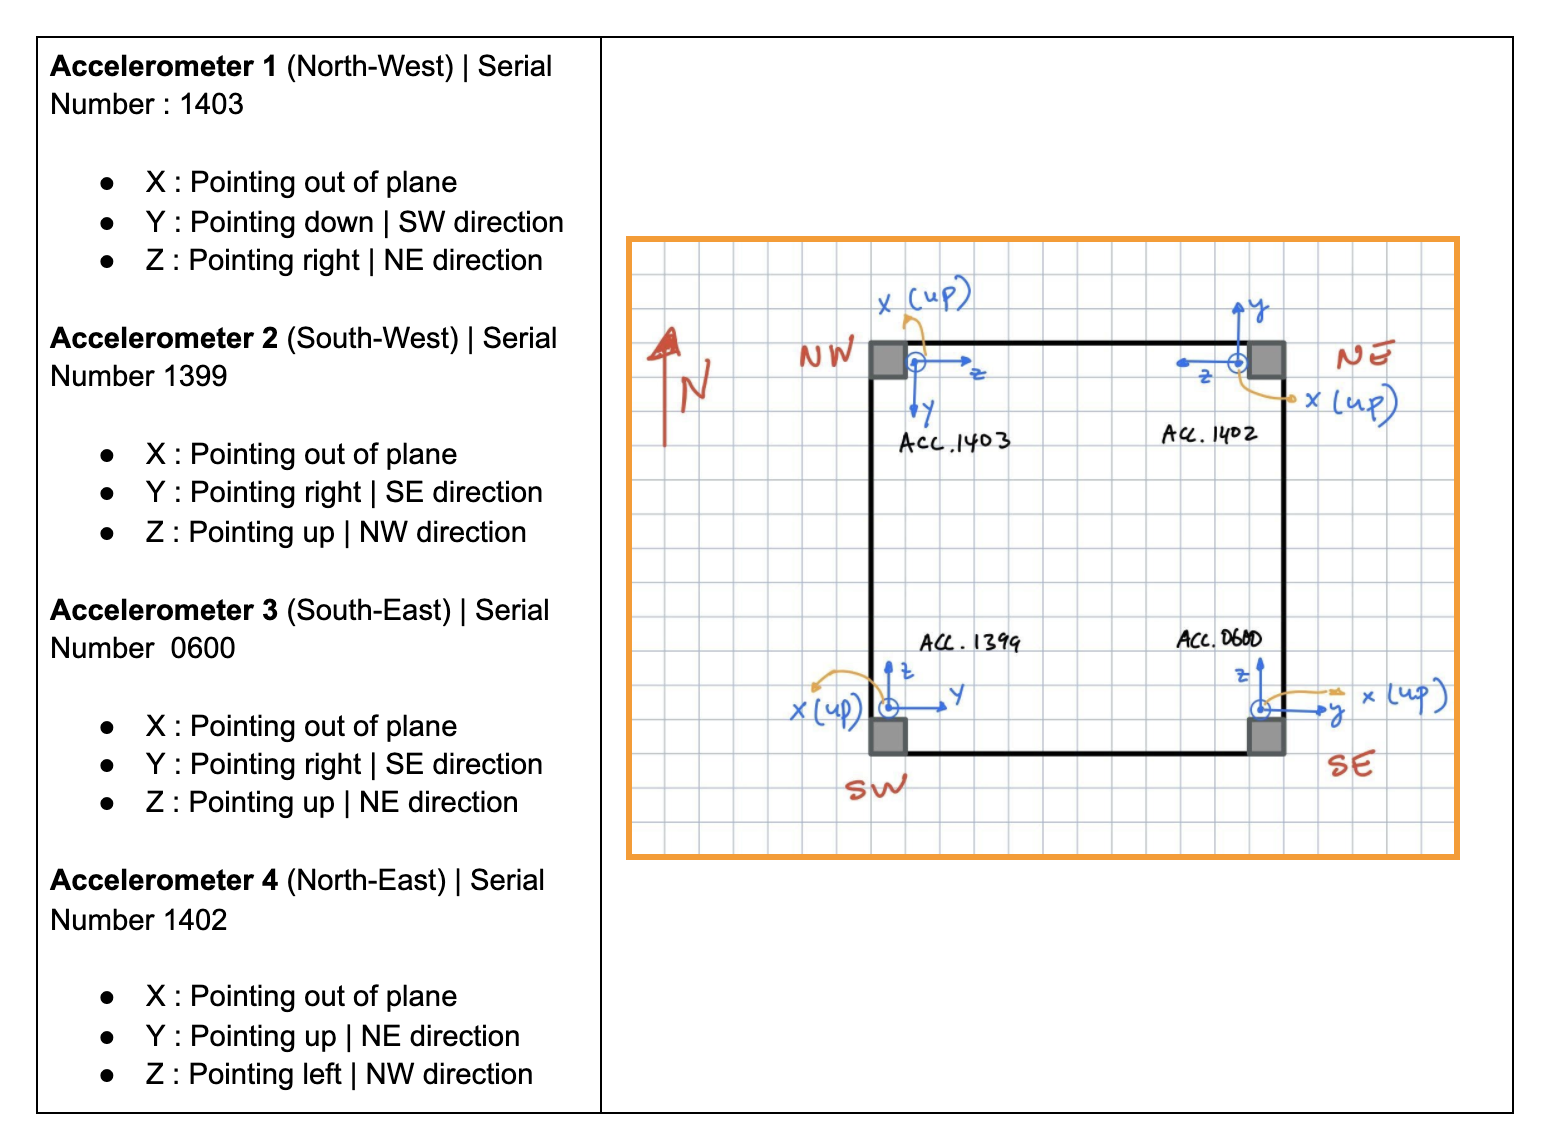 Accelerometer 1 (North-West) | Serial
Number : 1403
● X : Pointing out of plane
● Y : Pointing down | SW direction
● Z : Pointing right | NE direction
Accelerometer 2 (South-West) | Serial
Number 1399
● X : Pointing out of plane
● Y : Pointing right | SE direction
● Z : Pointing up | NW direction
Accelerometer 3 (South-East) | Serial
Number  0600
● X : Pointing out of plane
● Y : Pointing right | SE direction
● Z : Pointing up | NE direction
Accelerometer 4 (North-East) | Serial
Number 1402
● X : Pointing out of plane
● Y : Pointing up | NE direction
● Z : Pointing left | NW direction
x (up)
y
NW
NE
z
z
N
x (up)
Y
ACC.1403
ACC. 1402
ACC. 1399
ACC. 0600
z
z
Y
x (up)
x (up)
y
SE
SW